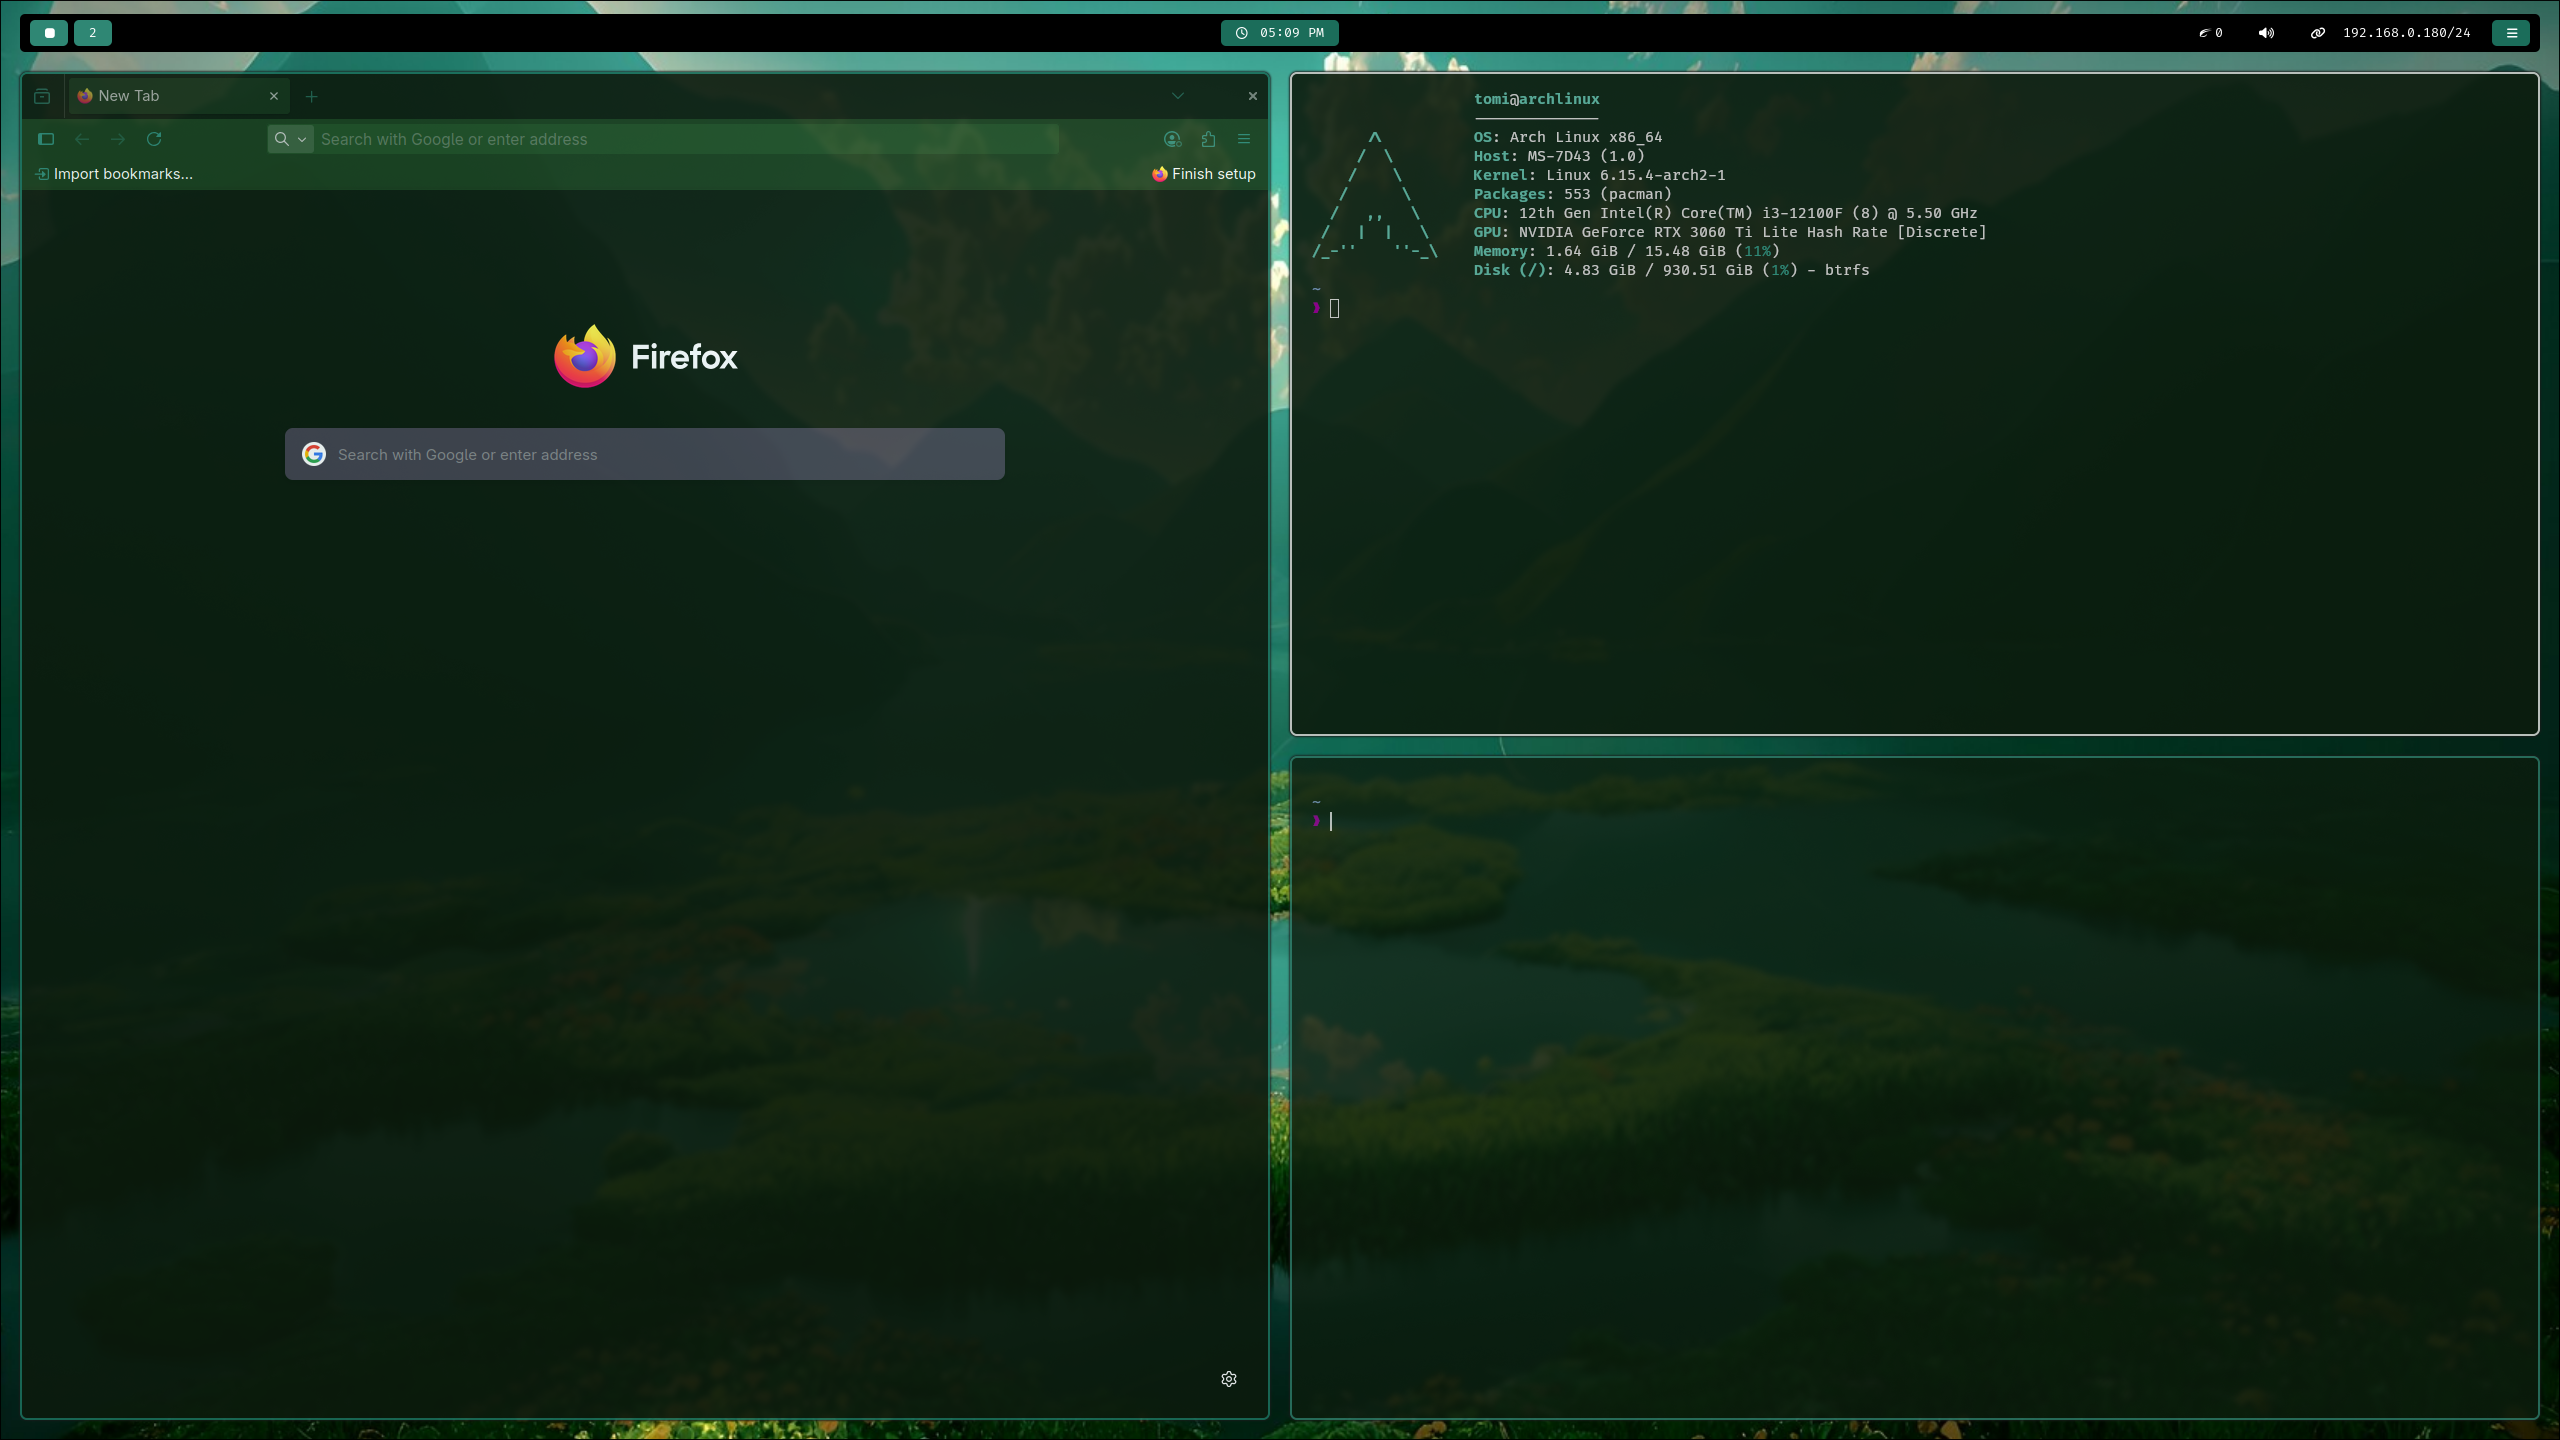 2
05:09 PM
0
192.168.0.180/24
New Tab
Search with Google or enter address
Import bookmarks...
Finish setup
Firefox
Search with Google or enter address
tomi@archlinux
OS: Arch Linux x86_64
Host: MS-7D43 (1.0)
Kernel: Linux 6.15.4-arch2-1
Packages: 553 (pacman)
CPU: 12th Gen Intel(R) Core(TM) i3-12100F (8) @ 5.50 GHz
GPU: NVIDIA GeForce RTX 3060 Ti Lite Hash Rate [Discrete]
Memory: 1.64 GiB / 15.48 GiB (11%)
Disk (/): 4.83 GiB / 930.51 GiB (1%) - btrfs
~
❯
~
❯